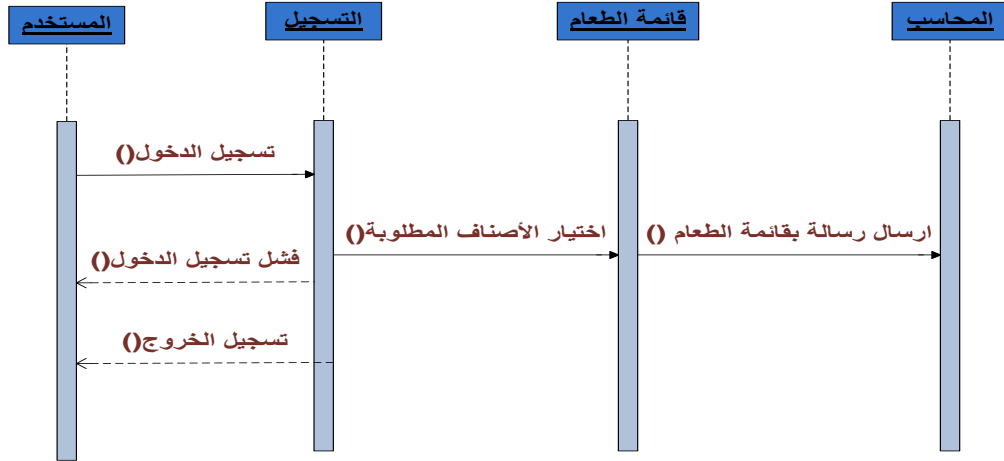 المستخدم
التسجيل
قائمة الطعام
المحاسب
تسجيل الدخول()
اختيار الأصناف المطلوبة()
ارسال رسالة بقائمة الطعام ()
فشل تسجيل الدخول()
تسجيل الخروج()